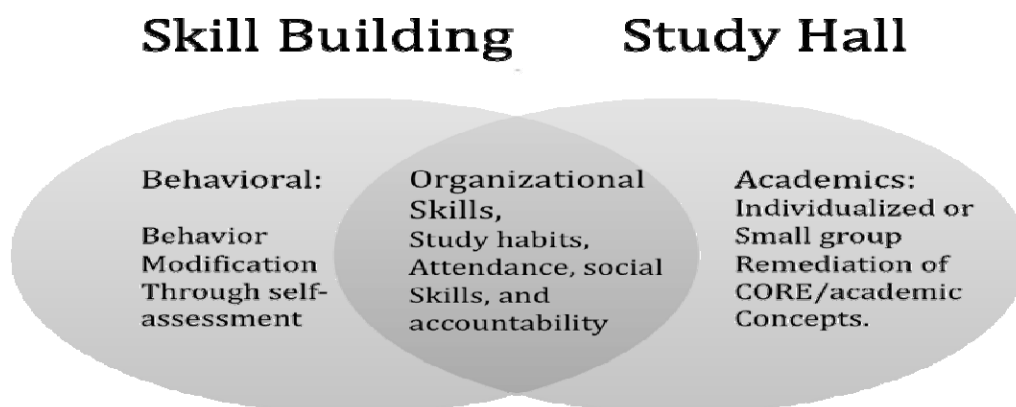 Skill Building
Study Hall
Behavioral:
Behavior
Modification
Through self-
assessment
Organizational
Skills,
Study habits,
Attendance, social
Skills, and
accountability
Academics:
Individualized or
Small group
Remediation of
CORE/academic
Concepts.